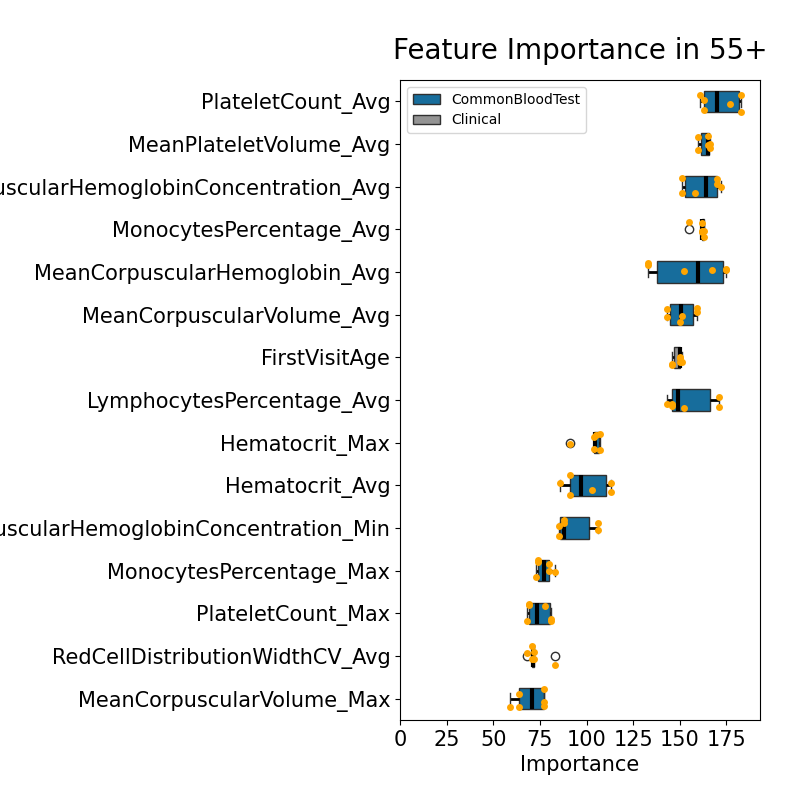 Feature Importance in 55+
CommonBloodTest
Clinical
PlateletCount_Avg
MeanPlateletVolume_Avg
uscularHemoglobinConcentration_Avg
MonocytesPercentage_Avg
MeanCorpuscularHemoglobin_Avg
MeanCorpuscularVolume_Avg
FirstVisitAge
LymphocytesPercentage_Avg
Hematocrit_Max
Hematocrit_Avg
uscularHemoglobinConcentration_Min
MonocytesPercentage_Max
PlateletCount_Max
RedCellDistributionWidthCV_Avg
MeanCorpuscularVolume_Max
0 25 50 75 100 125 150 175
Importance